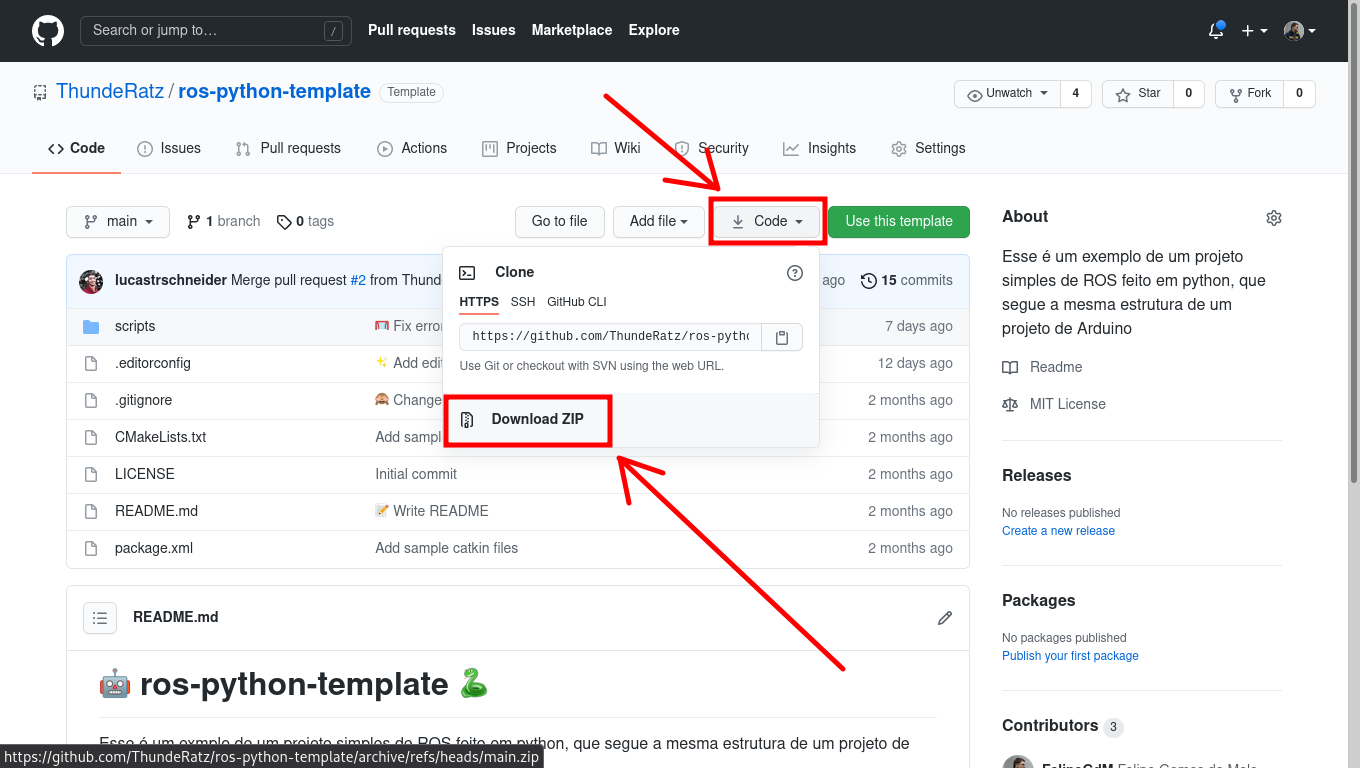 Search or jump to… /
Pull requests Issues Marketplace Explore
ThundeRatz / ros-python-template Template
Unwatch 4 Star 0 Fork 0
Code Issues Pull requests Actions Projects Wiki Security Insights Settings
main 1 branch 0 tags Go to file Add file Code Use this template
lucastrschneider Merge pull request #2 from Thund ago 15 commits
Clone
HTTPS SSH GitHub CLI
https://github.com/ThundeRatz/ros-pytho
Use Git or checkout with SVN using the web URL.
Download ZIP
scripts Fix error 7 days ago
.editorconfig Add edit 12 days ago
.gitignore Change 2 months ago
CMakeLists.txt Add sampl 2 months ago
LICENSE Initial commit 2 months ago
README.md Write README 2 months ago
package.xml Add sample catkin files 2 months ago
README.md
ros-python-template
Esse é um exmplo de um projeto simples de ROS feito em python, que segue a mesma estrutura de um projeto de
About
Esse é um exemplo de um projeto
simples de ROS feito em python, que
segue a mesma estrutura de um
projeto de Arduino
Readme
MIT License
Releases
No releases published
Create a new release
Packages
No packages published
Publish your first package
Contributors 3
FelipeGdM Felipe Gomes de Melo
https://github.com/ThundeRatz/ros-python-template/archive/refs/heads/main.zip